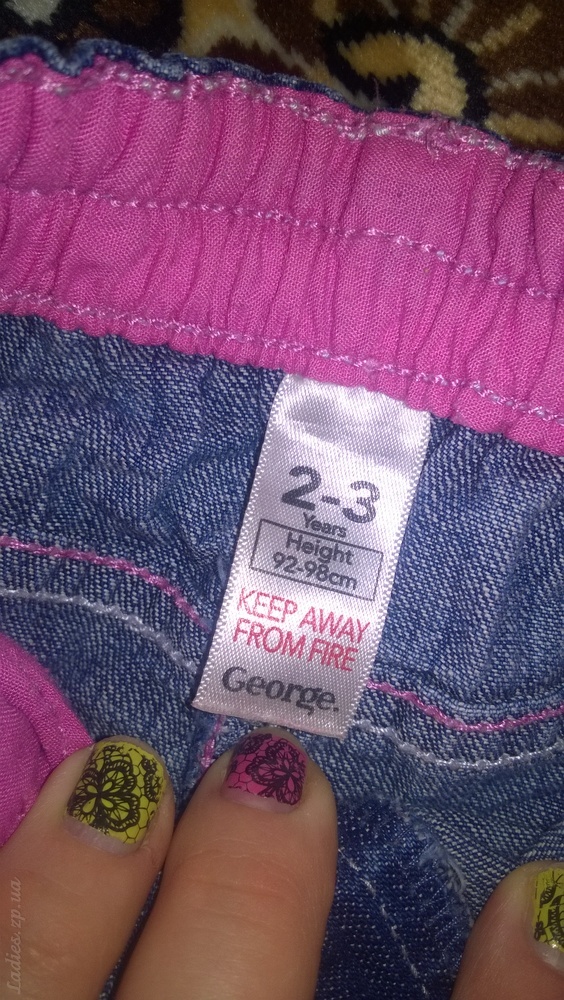 2-3
Years
Height
92-98cm
KEEP AWAY
FROM FIRE
George.
Ladies.zp.ua